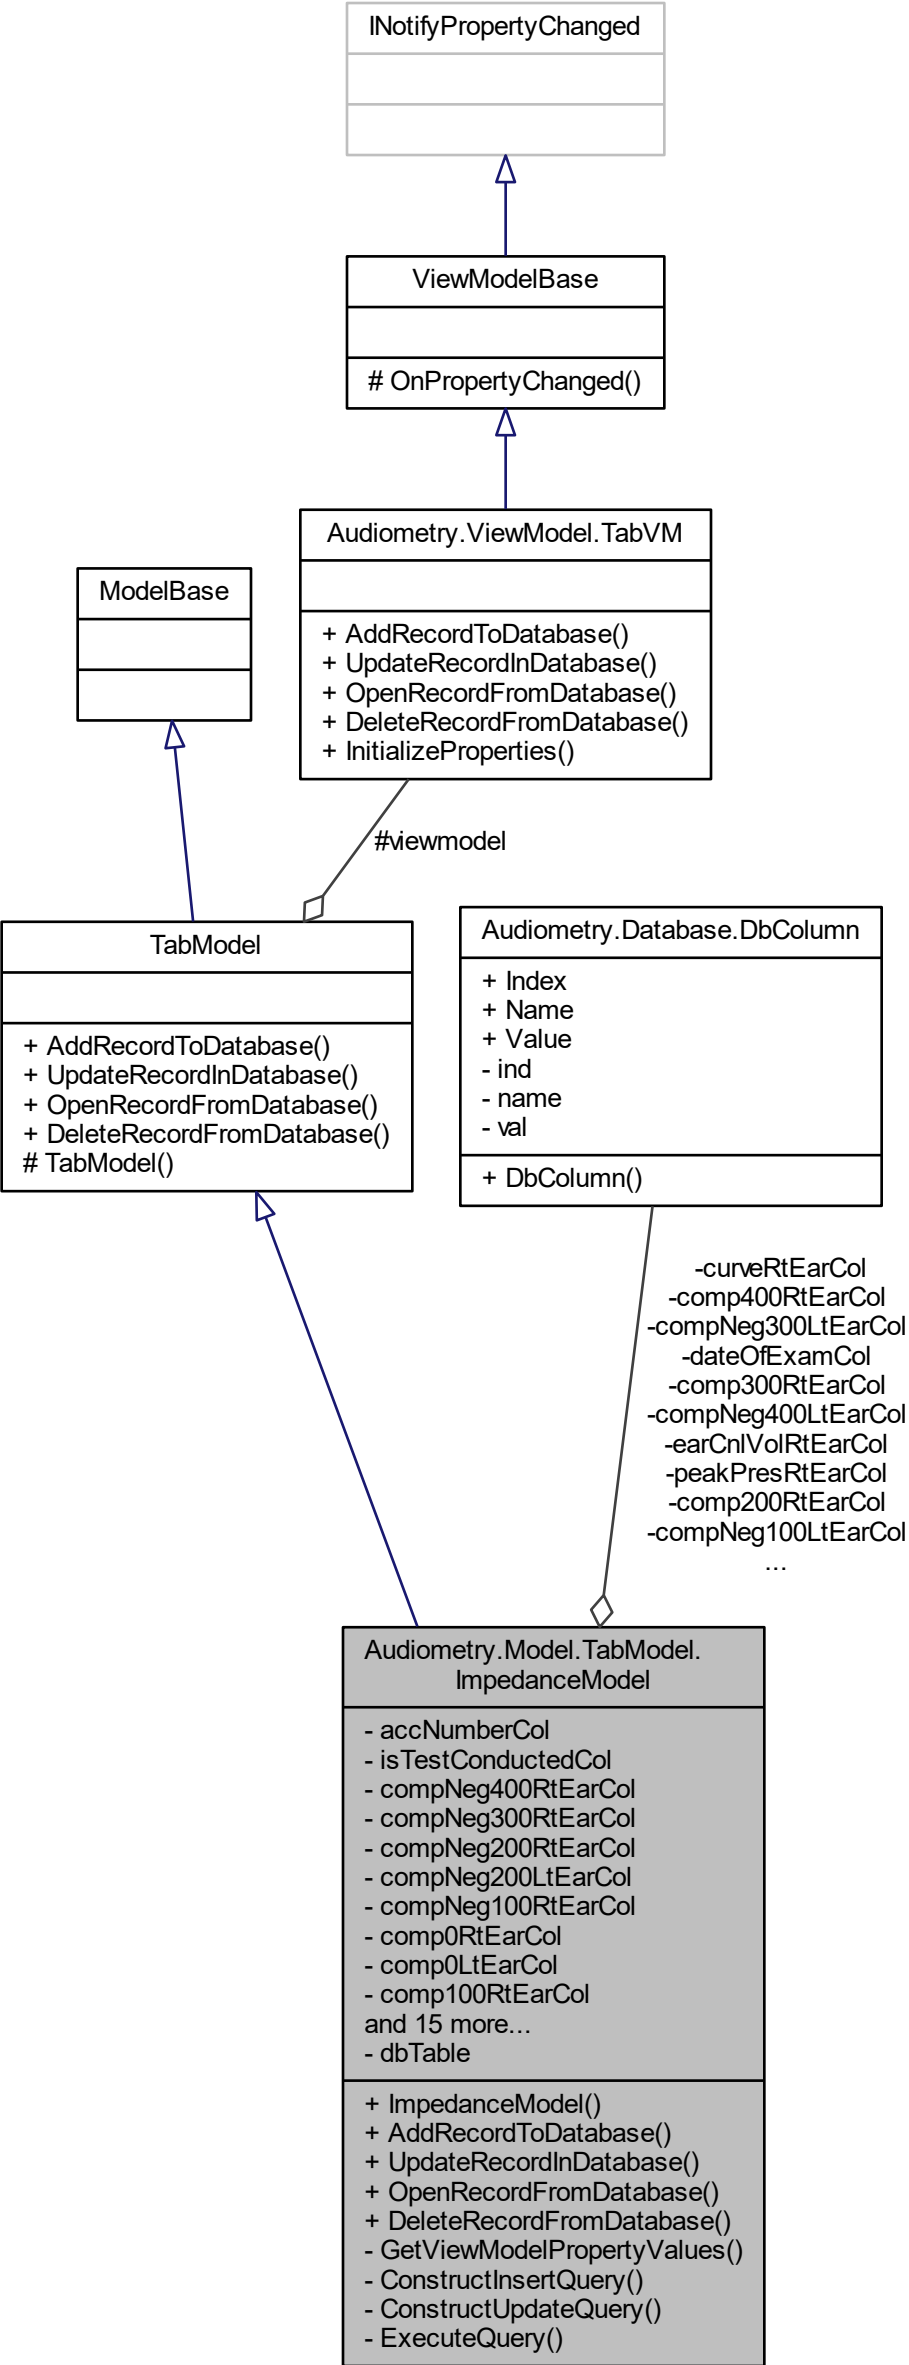 INotifyPropertyChanged
ViewModelBase
# OnPropertyChanged()
Audiometry.ViewModel.TabVM
+ AddRecordToDatabase()
+ UpdateRecordInDatabase()
+ OpenRecordFromDatabase()
+ DeleteRecordFromDatabase()
+ InitializeProperties()
ModelBase
#viewmodel
TabModel
+ AddRecordToDatabase()
+ UpdateRecordInDatabase()
+ OpenRecordFromDatabase()
+ DeleteRecordFromDatabase()
# TabModel()
Audiometry.Database.DbColumn
+ Index
+ Name
+ Value
- ind
- name
- val
+ DbColumn()
-curveRtEarCol
-comp400RtEarCol
-compNeg300LtEarCol
-dateOfExamCol
-comp300RtEarCol
-compNeg400LtEarCol
-earCnlVolRtEarCol
-peakPresRtEarCol
-comp200RtEarCol
-compNeg100LtEarCol
...
Audiometry.Model.TabModel.
ImpedanceModel
- accNumberCol
- isTestConductedCol
- compNeg400RtEarCol
- compNeg300RtEarCol
- compNeg200RtEarCol
- compNeg200LtEarCol
- compNeg100RtEarCol
- comp0RtEarCol
- comp0LtEarCol
- comp100RtEarCol
and 15 more...
- dbTable
+ ImpedanceModel()
+ AddRecordToDatabase()
+ UpdateRecordInDatabase()
+ OpenRecordFromDatabase()
+ DeleteRecordFromDatabase()
- GetViewModelPropertyValues()
- ConstructInsertQuery()
- ConstructUpdateQuery()
- ExecuteQuery()